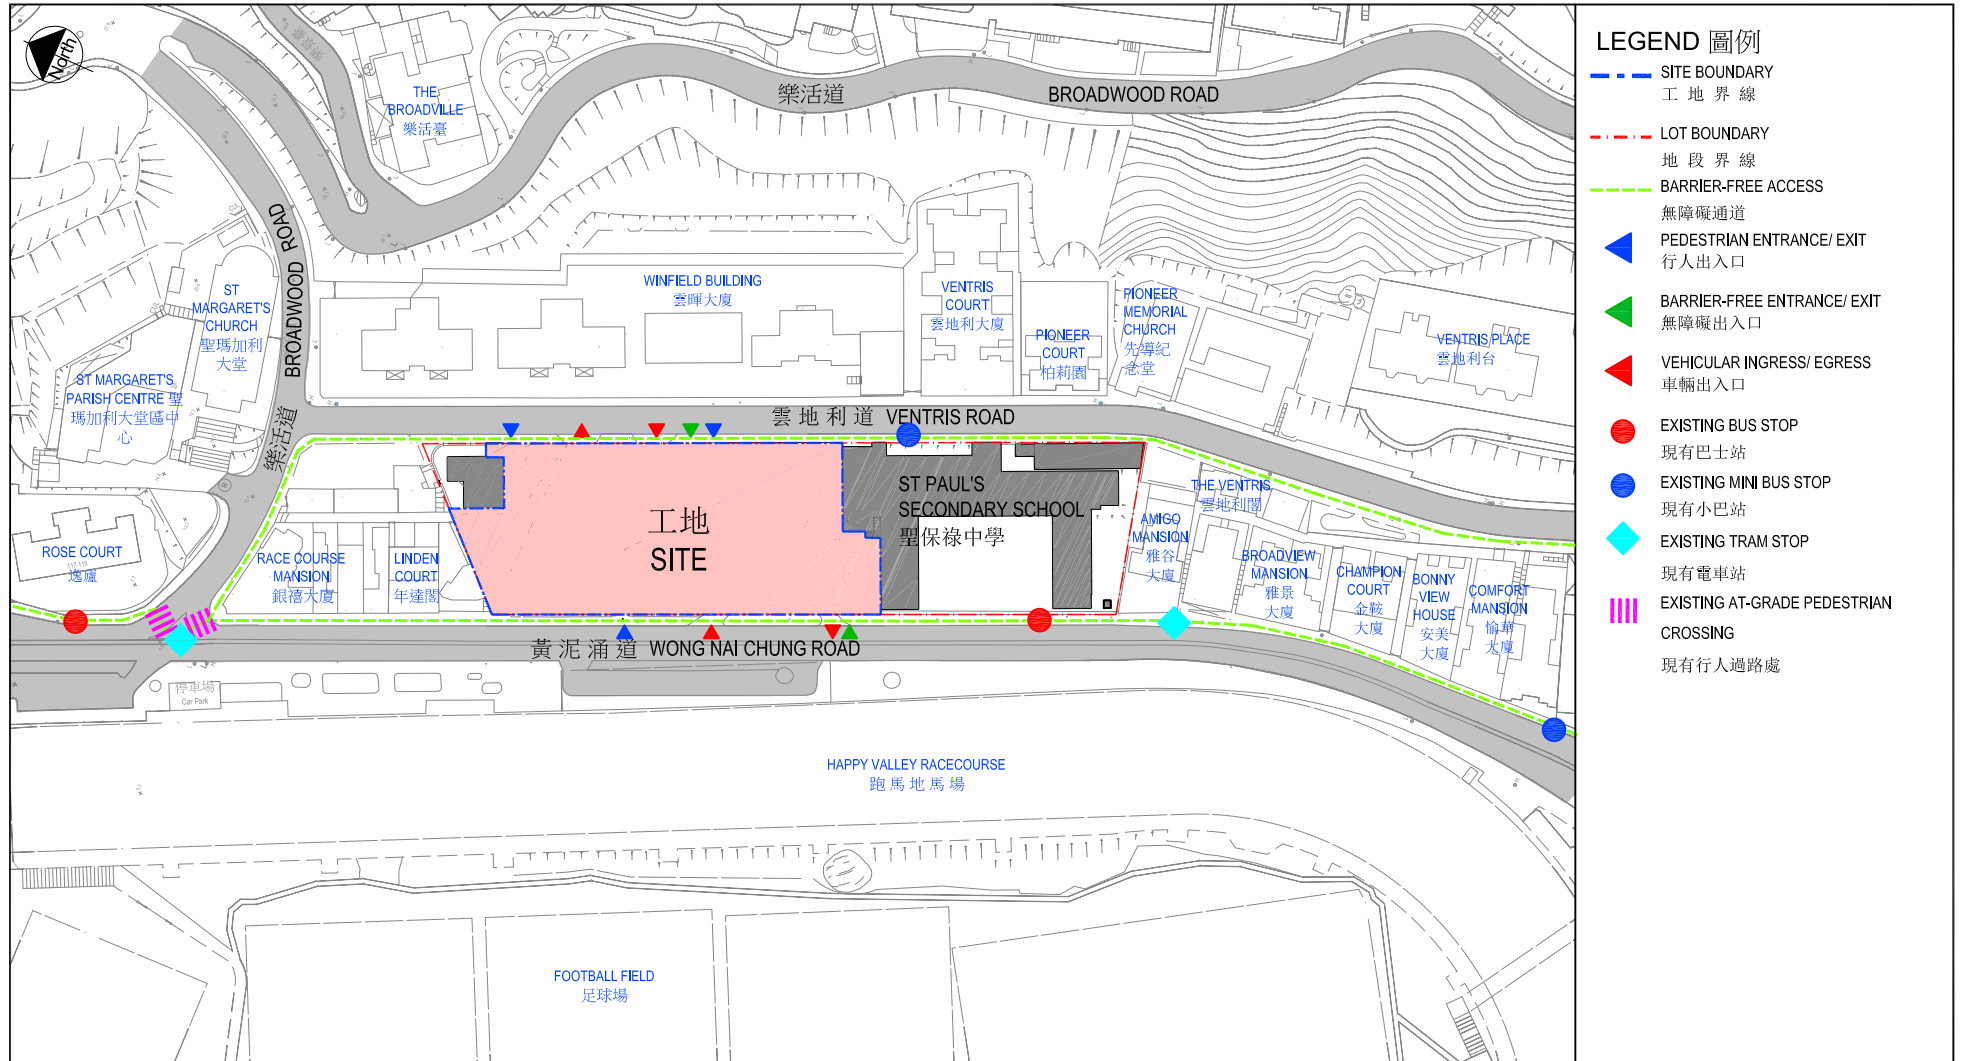 North
THE
BROADVILLE
樂活臺
樂活道
BROADWOOD ROAD
BROADWOOD ROAD
樂活道
ST
MARGARET'S
CHURCH
聖瑪加利
大堂
ST MARGARET'S
PARISH CENTRE 聖
瑪加利大堂區中
心
WINFIELD BUILDING
雲暉大廈
VENTRIS
COURT
雲地利大廈
PIONEER
COURT
柏莉園
PIONEER
MEMORIAL
CHURCH
先導紀
念堂
VENTRIS PLACE
雲地利台
雲地利道 VENTRIS ROAD
ROSE COURT
117-115
逸廬
RACE COURSE
MANSION
銀禧大廈
LINDEN
COURT
年達閣
工地
SITE
ST PAUL'S
SECONDARY SCHOOL
聖保祿中學
THE VENTRIS
雲地利閣
AMIGO
MANSION
雅谷
大廈
BROADVIEW
MANSION
雅景
大廈
CHAMPION
COURT
金鞍
大廈
BONNY
VIEW
HOUSE
安美
大廈
COMFORT
MANSION
愉華
大廈
黃泥涌道 WONG NAI CHUNG ROAD
停車場
Car Park
HAPPY VALLEY RACECOURSE
跑馬地馬場
FOOTBALL FIELD
足球場
LEGEND 圖例
SITE BOUNDARY
工地界線
LOT BOUNDARY
地段界線
BARRIER-FREE ACCESS
無障礙通道
PEDESTRIAN ENTRANCE/ EXIT
行人出入口
BARRIER-FREE ENTRANCE/ EXIT
無障礙出入口
VEHICULAR INGRESS/ EGRESS
車輛出入口
EXISTING BUS STOP
現有巴士站
EXISTING MINI BUS STOP
現有小巴站
EXISTING TRAM STOP
現有電車站
EXISTING AT-GRADE PEDESTRIAN
CROSSING
現有行人過路處